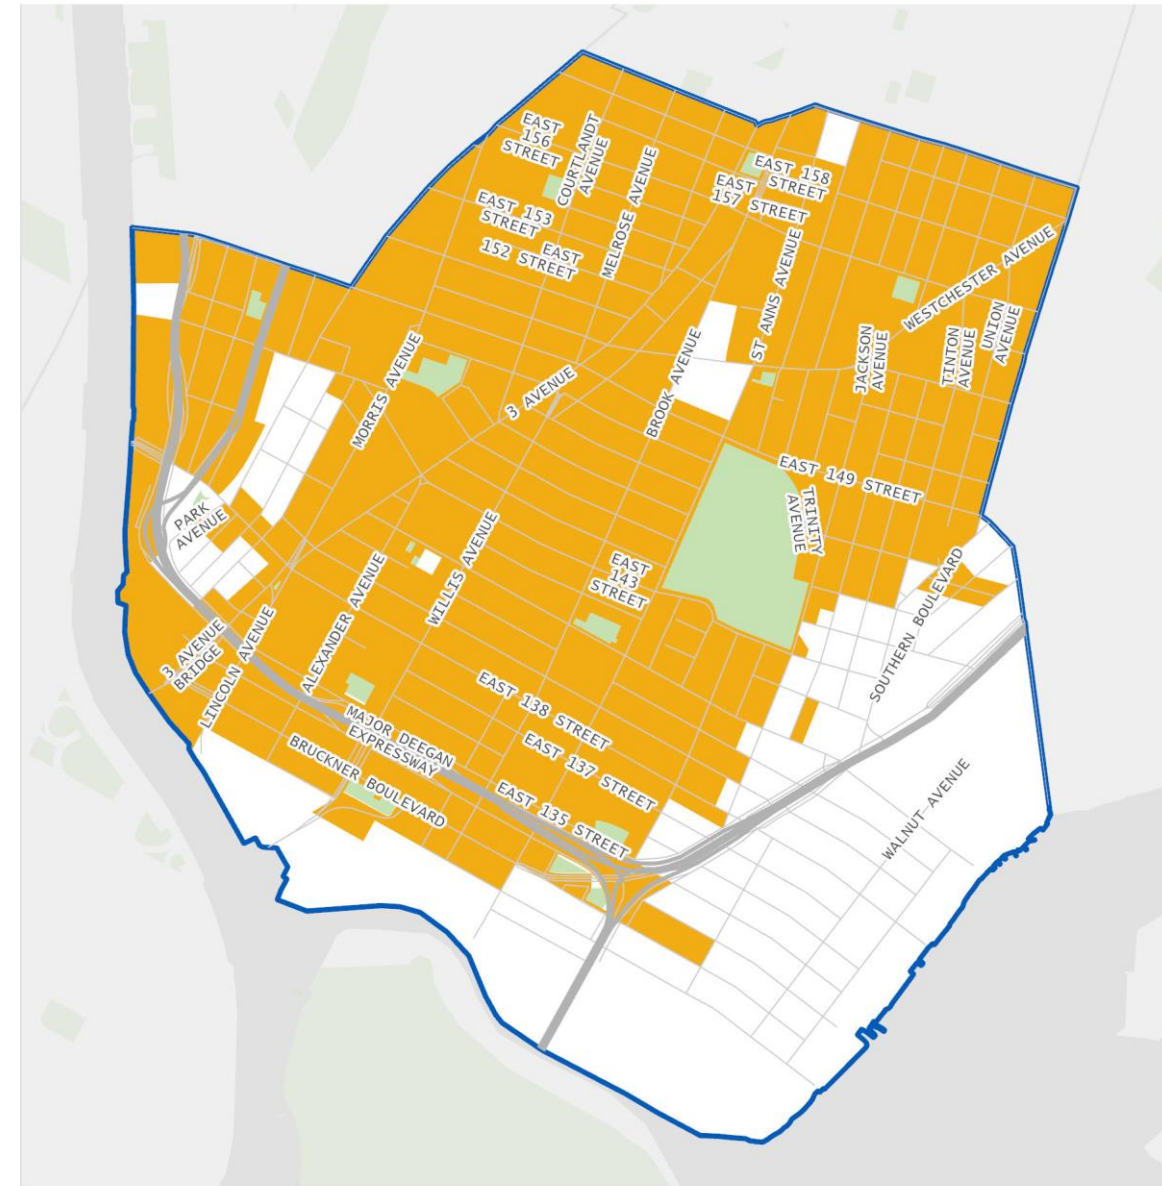 EAST
156
STREET
COURTLANDT
AVENUE
MELROSE AVENUE
EAST 158
STREET
EAST
157 STREET
EAST 153
STREET
EAST
152 STREET
ST ANNS AVENUE
WESTCHESTER AVENUE
UNION
AVENUE
TINTON
AVENUE
JACKSON
AVENUE
MORRIS AVENUE
3 AVENUE
BROOK AVENUE
EAST 149 STREET
TRINITY
AVENUE
PARK
AVENUE
WILLIS AVENUE
EAST
143
STREET
ALEXANDER AVENUE
SOUTHERN BOULEVARD
3 AVENUE
BRIDGE
LINCOLN AVENUE
EAST 138 STREET
MAJOR DEEGAN
EXPRESSWAY
EAST 137 STREET
BRUCKNER BOULEVARD
EAST 135 STREET
WALNUT AVENUE